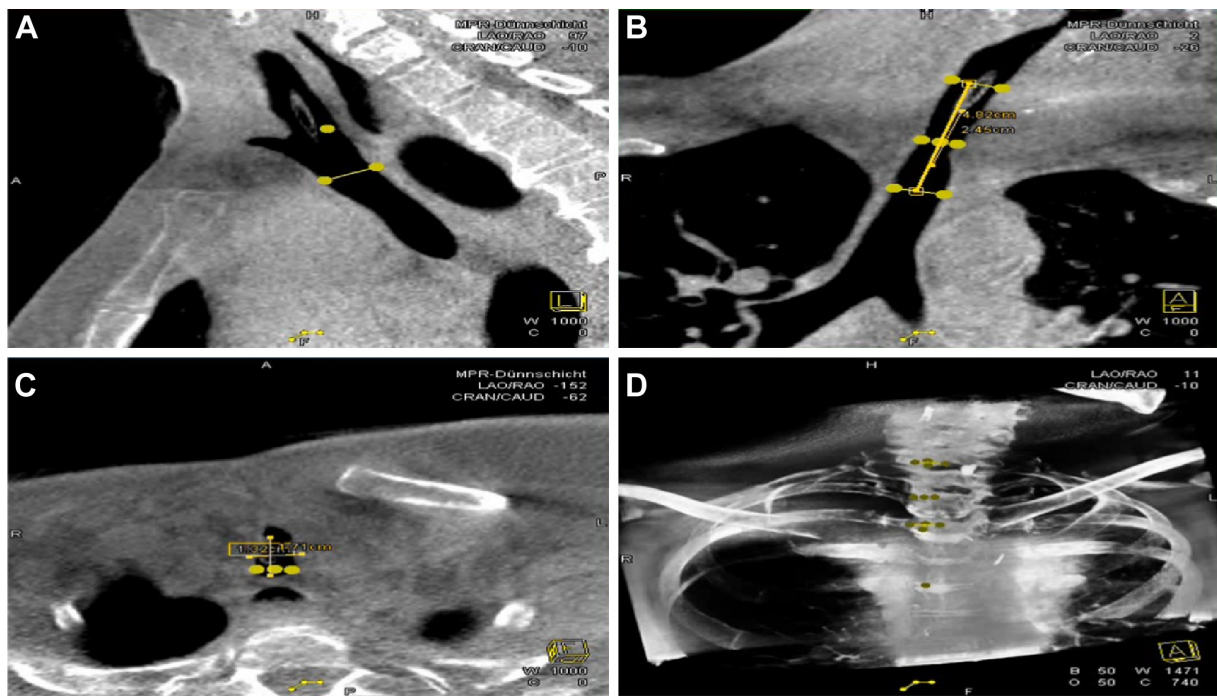 A
H
MPR-Dünnschicht
LAO/RAO 97
CRAN/CAUD -10
A
P
L
W 1000
C 0
F
B
H
MPR-Dünnschicht
LAO/RAO 2
CRAN/CAUD -26
4.82cm
2.45cm
R
L
A
F
W 1000
C 0
F
C
A
MPR-Dünnschicht
LAO/RAO -152
CRAN/CAUD -62
R
L
F
W 1000
C 0
P
D
H
LAO/RAO 11
CRAN/CAUD -10
R
L
A
B 50 W 1471
O 50 C 740
F